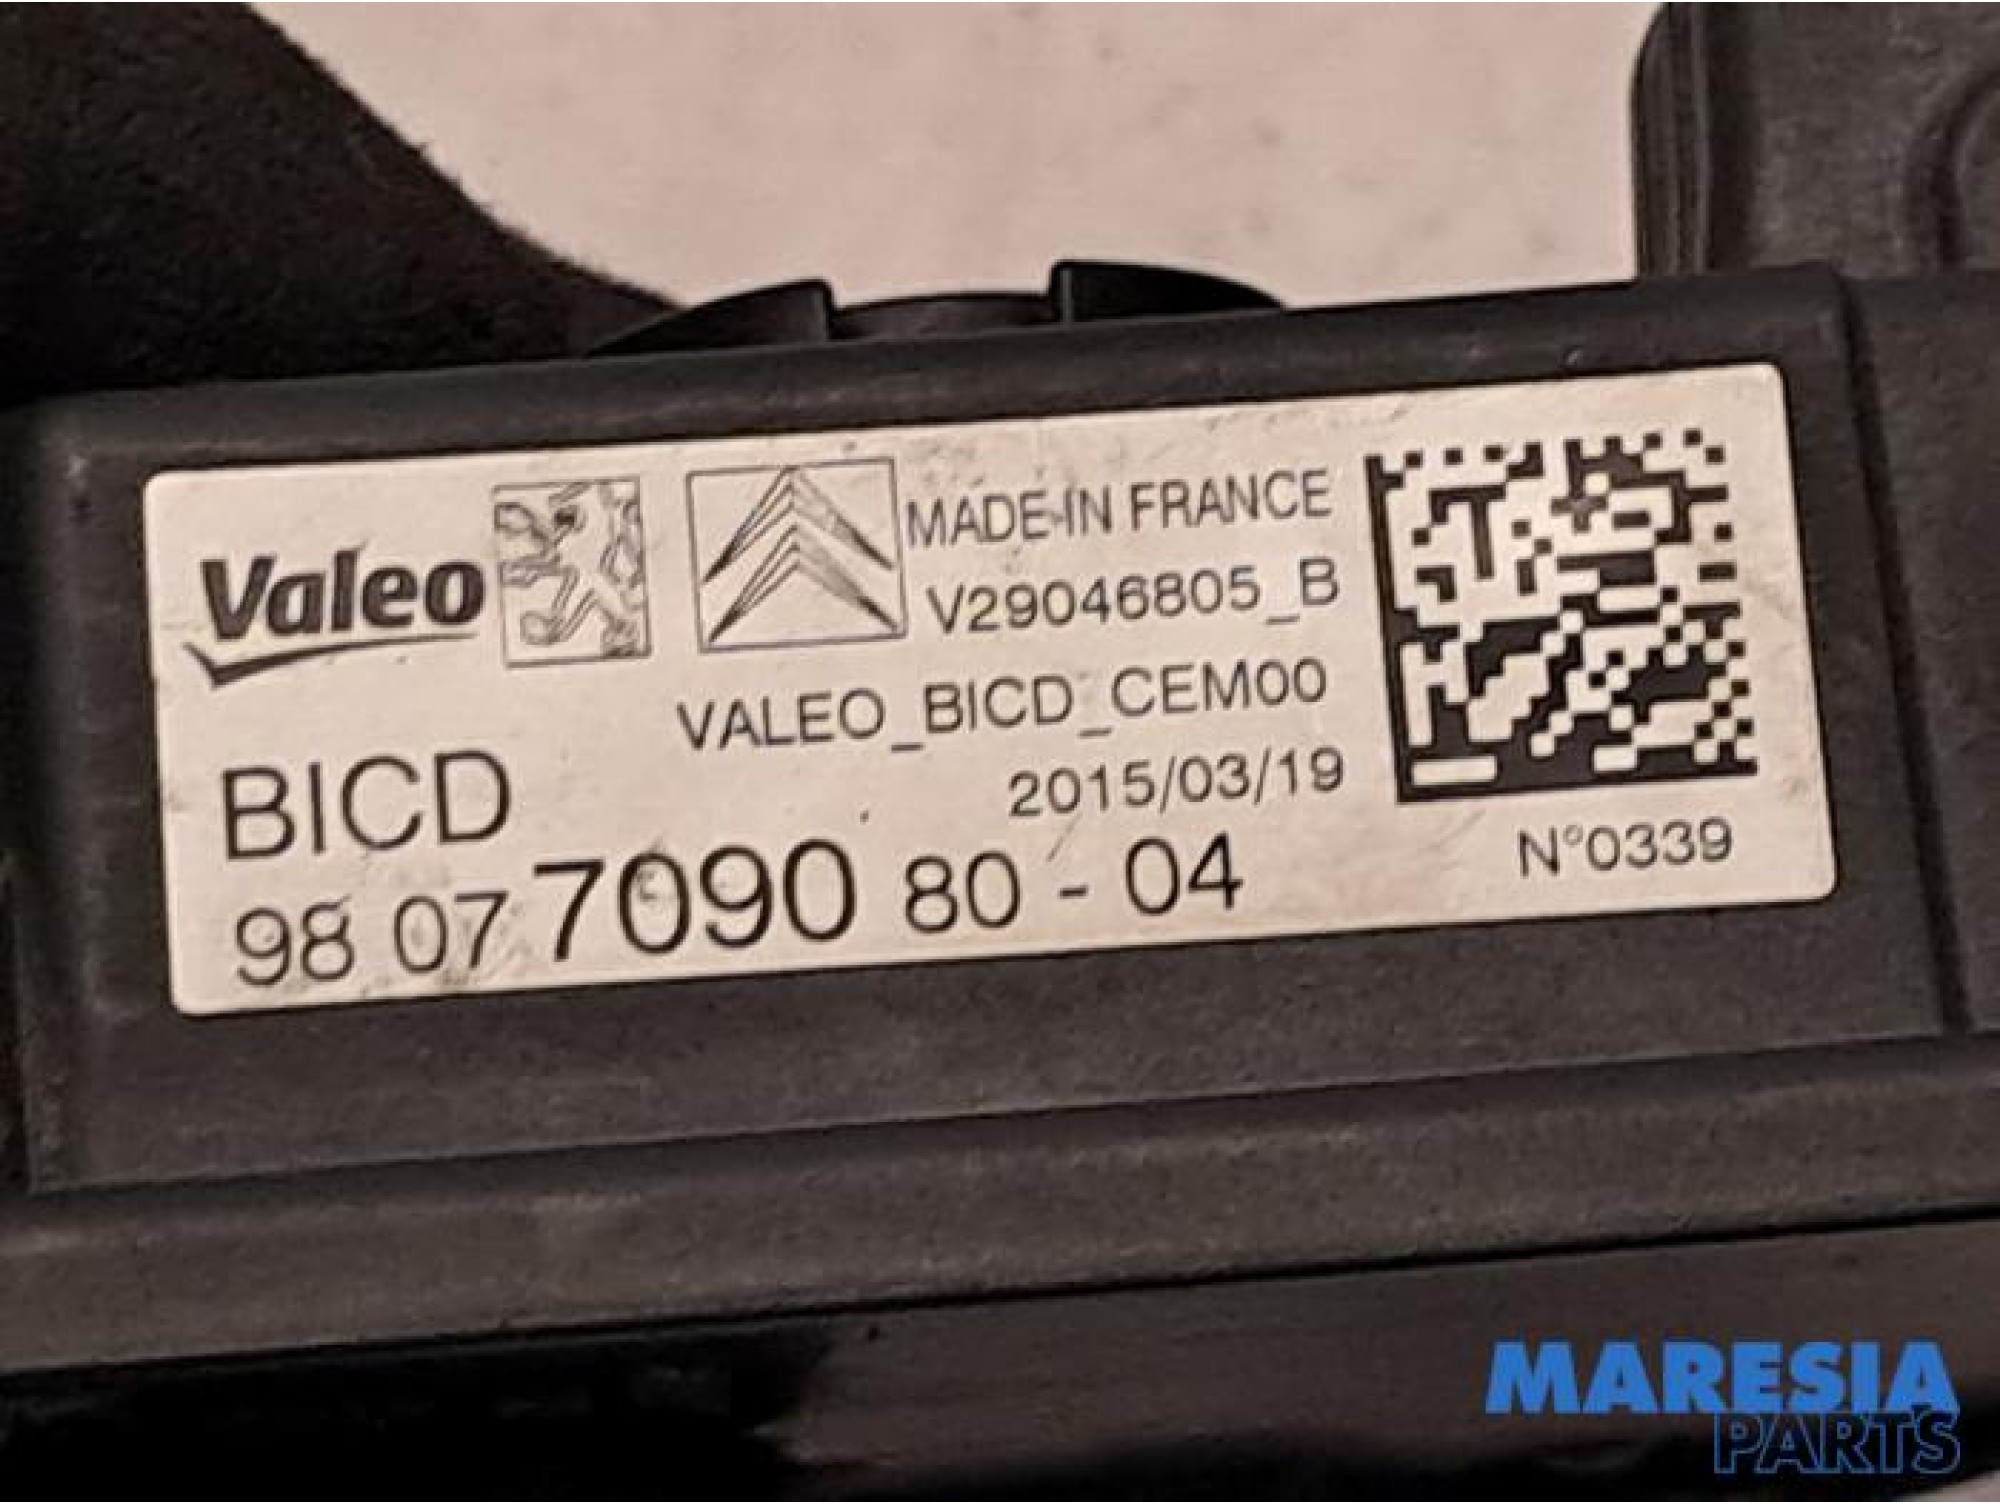 Valeo
MADE IN FRANCE
V29046805_B
VALEO_BICD_CEM00
BICD
2015/03/19
98 07 7090 80 - 04
N°0339
MARESIA
PARTS